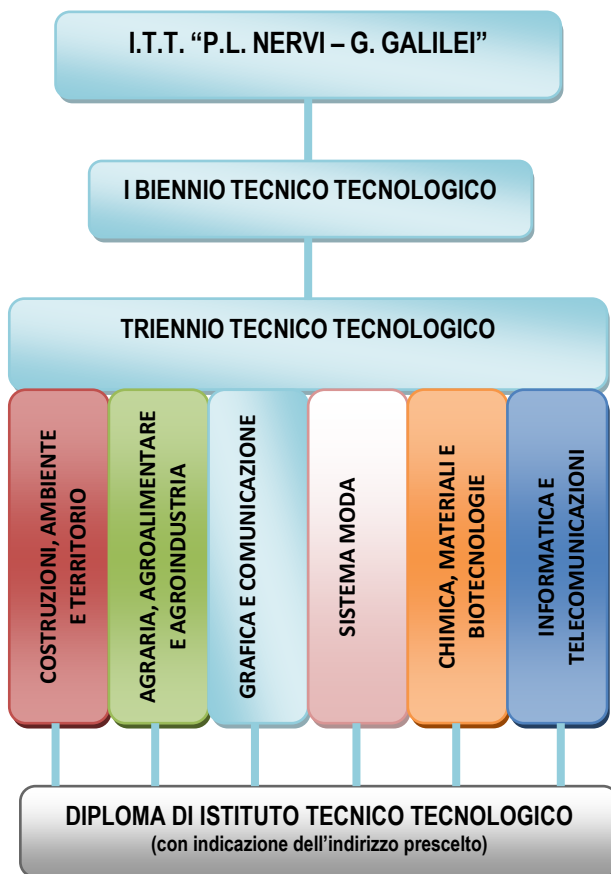 I.T.T. “P.L. NERVI – G. GALILEI”
I BIENNIO TECNICO TECNOLOGICO
TRIENNIO TECNICO TECNOLOGICO
COSTRUZIONI, AMBIENTE
E TERRITORIO
AGRARIA, AGROALIMENTARE
E AGROINDUSTRIA
GRAFICA E COMUNICAZIONE
SISTEMA MODA
CHIMICA, MATERIALI E
BIOTECNOLOGIE
INFORMATICA E
TELECOMUNICAZIONI
DIPLOMA DI ISTITUTO TECNICO TECNOLOGICO
(con indicazione dell’indirizzo prescelto)